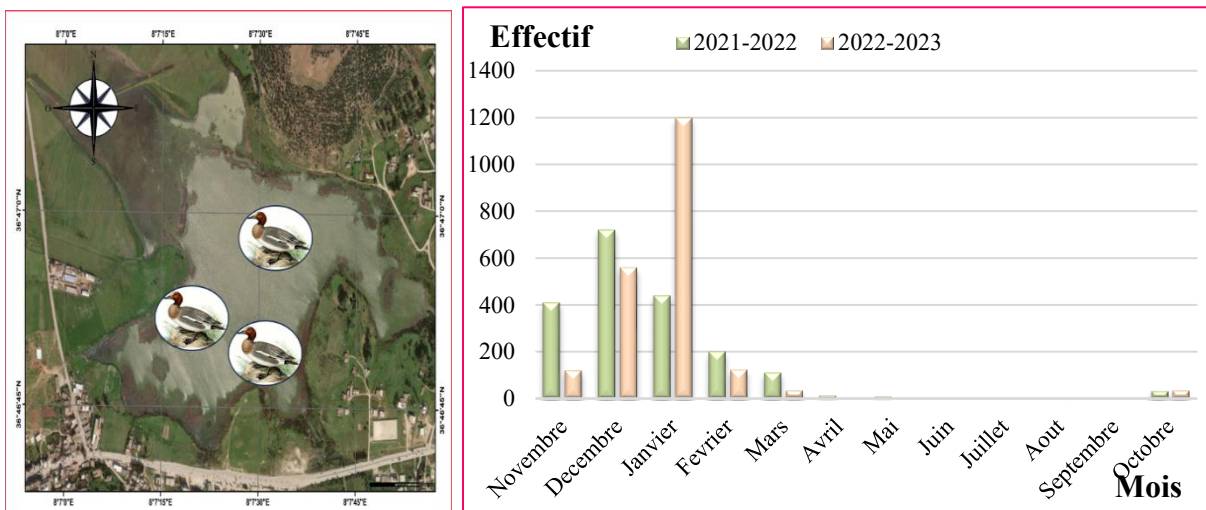 8°7'0"E 8°7'15"E 8°7'30"E 8°7'45"E
N
36°47'0"N 36°47'0"N
36°46'45"N 36°46'45"N
8°7'0"E 8°7'15"E 8°7'30"E 8°7'45"E
Effectif
2021-2022 2022-2023
1400
1200
1000
800
600
400
200
0
Novembre Decembre Janvier Fevrier Mars Avril Mai Juin Juillet Aout Septembre Octobre
Mois